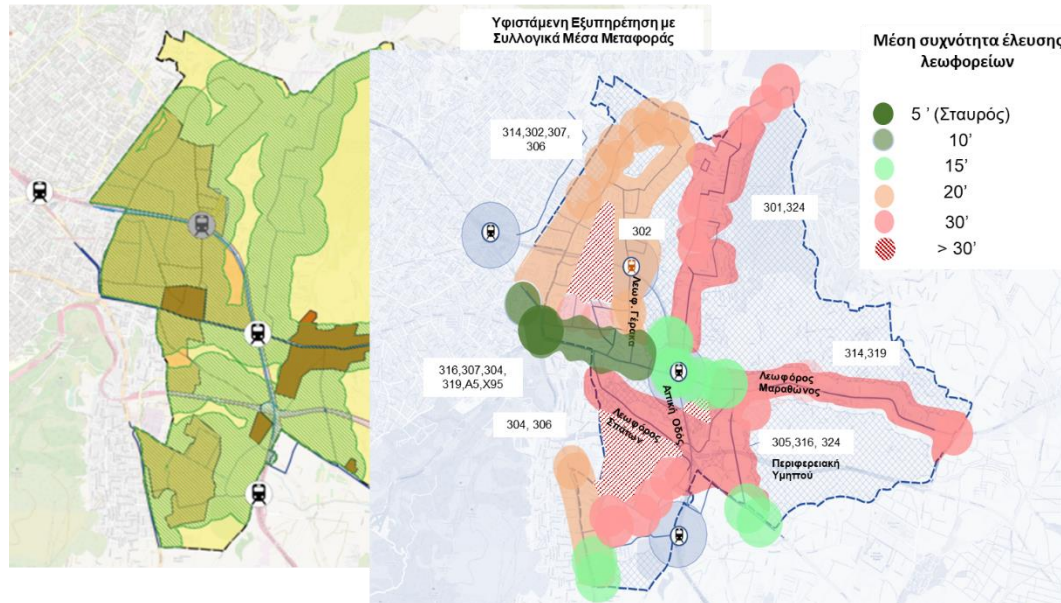 Υφιστάμενη Εξυπηρέτηση με
Συλλογικά Μέσα Μεταφοράς
Μέση συχνότητα έλευσης
λεωφορείων
5 ’ (Σταυρός)
10’
15’
20’
30’
> 30’
314,302,307,
306
302
301,324
Λεωφ. Γέρακα
316,307,304,
319,Α5,Χ95
314,319
Λεωφόρος
Μαραθώνος
Αττική Οδός
304, 306
Λεωφόρος
Σπάτων
305,316, 324
Περιφερειακή
Υμηπού